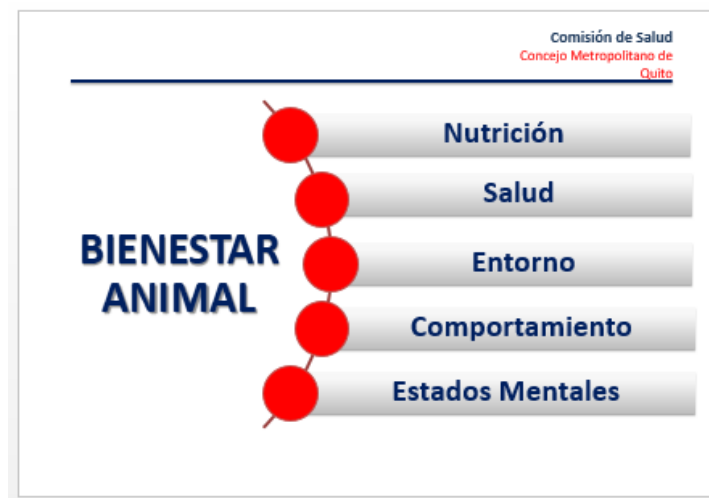 Comisión de Salud
Concejo Metropolitano de
Quito
BIENESTAR
ANIMAL
Nutrición
Salud
Entorno
Comportamiento
Estados Mentales